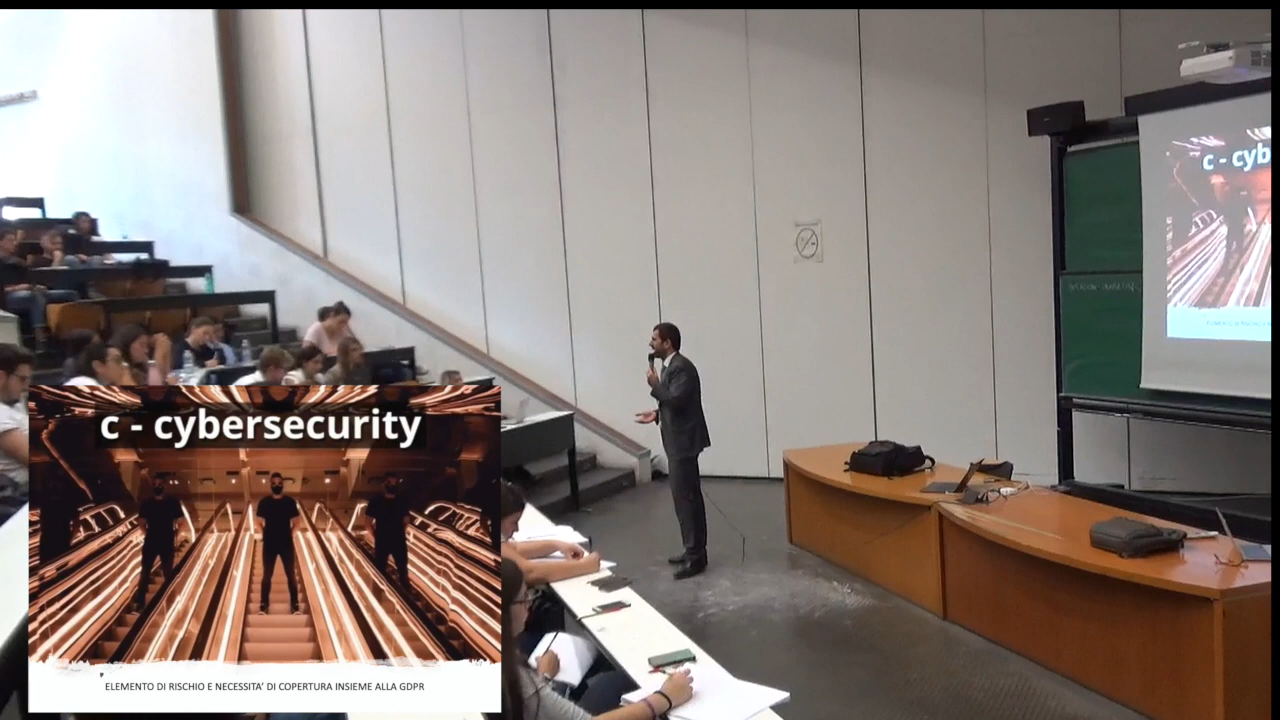 c - cyb
c - cybersecurity
ELEMENTO DI RISCHIO E NECESSITA’ DI COPERTURA INSIEME ALLA GDPR